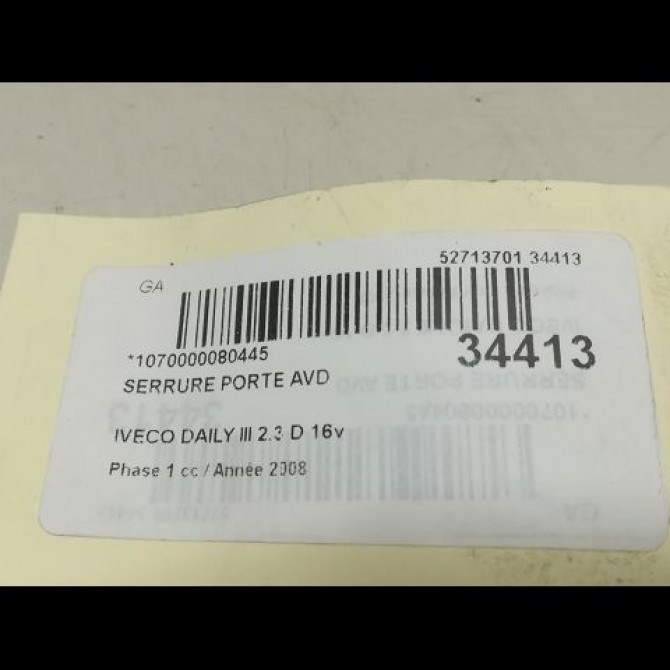 52713701 34413
GA
*1070000080445
34413
SERRURE PORTE AVD
IVECO DAILY III 2.3 D 16v
Phase 1 cc / Année 2008